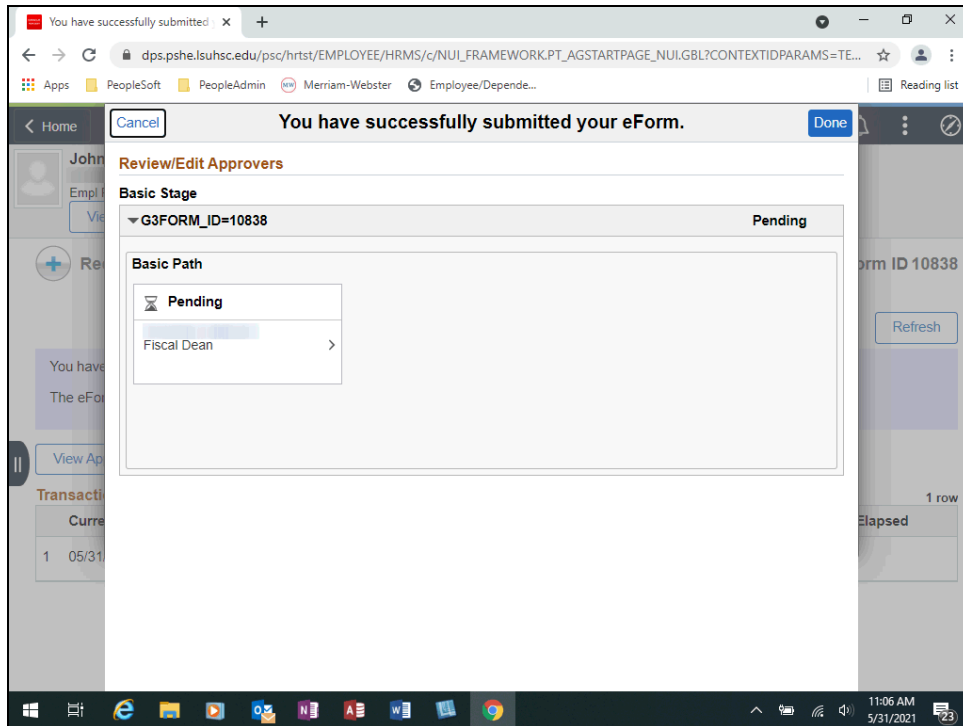 You have successfully submitted
dps.pshe.lsuhsc.edu/psc/hrtst/EMPLOYEE/HRMS/c/NUI_FRAMEWORK.PT_AGSTARTPAGE_NUI.GBL?CONTEXTIDPARAMS=TE...
Apps PeopleSoft PeopleAdmin MW Merriam-Webster Employee/Depende... Reading list
Home Cancel You have successfully submitted your eForm. Done
John
Review/Edit Approvers
Empl
Basic Stage
G3FORM_ID=10838 Pending
Basic Path
orm ID 10838
Pending
Refresh
Fiscal Dean
You have
The eFor
View Ap
Transacti 1 row
Curre Elapsed
1 05/31
11:06 AM
5/31/2021
23